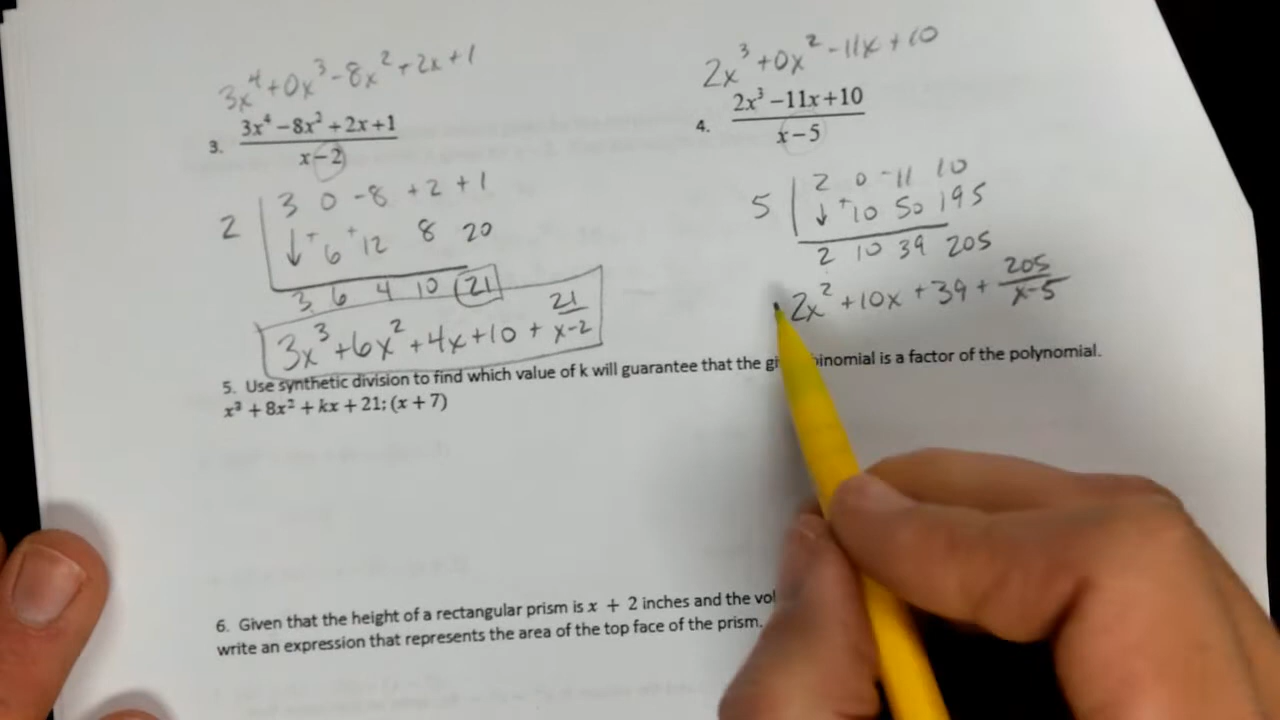 3x⁴+0x³-8x²+2x+1
3. 3x⁴ −8x² +2x+1
x−2
2 3 0 -8 +2 +1
↓ + 6 + 12 8 20
3 6 4 10 21
3x³+6x²+4x+10 + 21
x-2
2x³+0x²-11x+10
4. 2x³ −11x+10
x−5
5 2 0 -11 10
↓ + 10 50 195
2 10 39 205
2x²+10x+39+ 205
x-5
5. Use synthetic division to find which value of k will guarantee that the binomial is a factor of the polynomial.
x³ + 8x² + kx + 21; (x + 7)
6. Given that the height of a rectangular prism is x + 2 inches and the
write an expression that represents the area of the top face of the prism.